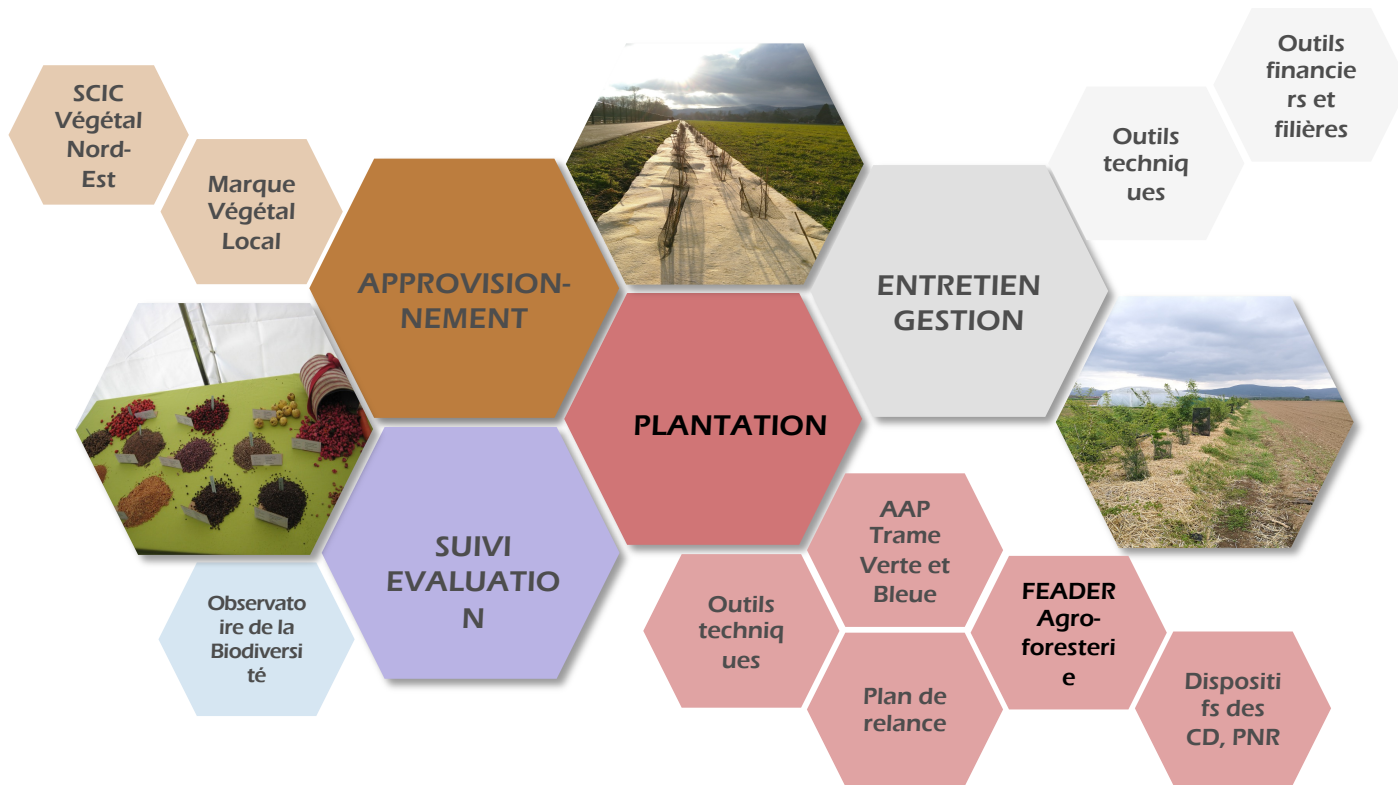 SCIC
Végétal
Nord-
Est
Marque
Végétal
Local
APPROVISION-
NEMENT
ENTRETIEN
GESTION
Outils
techniq
ues
Outils
financie
rs et
filières
PLANTATION
SUIVI
EVALUATIO
N
Observato
ire de la
Biodiversi
té
AAP
Trame
Verte et
Bleue
Outils
techniq
ues
Plan de
relance
FEADER
Agro-
foresteri
e
Dispositi
fs des
CD, PNR